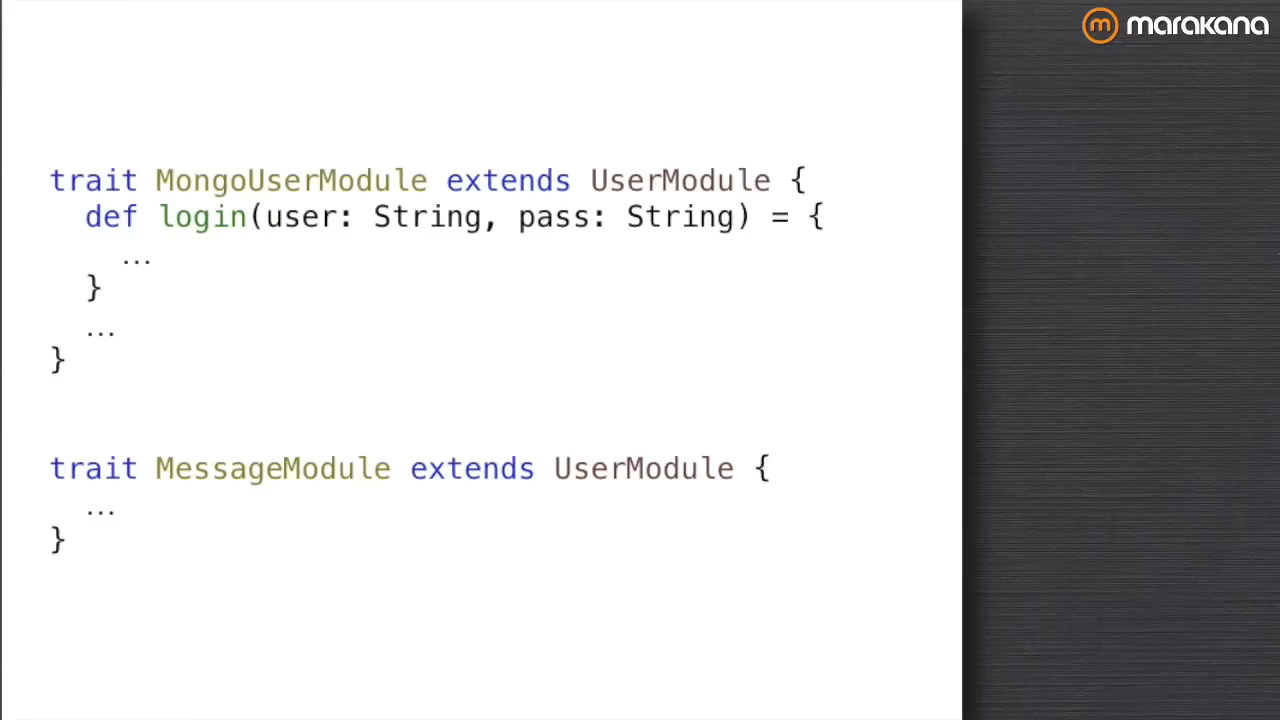 marakana
trait MongoUserModule extends UserModule {
  def login(user: String, pass: String) = {
    ...
  }
  ...
}
trait MessageModule extends UserModule {
  ...
}